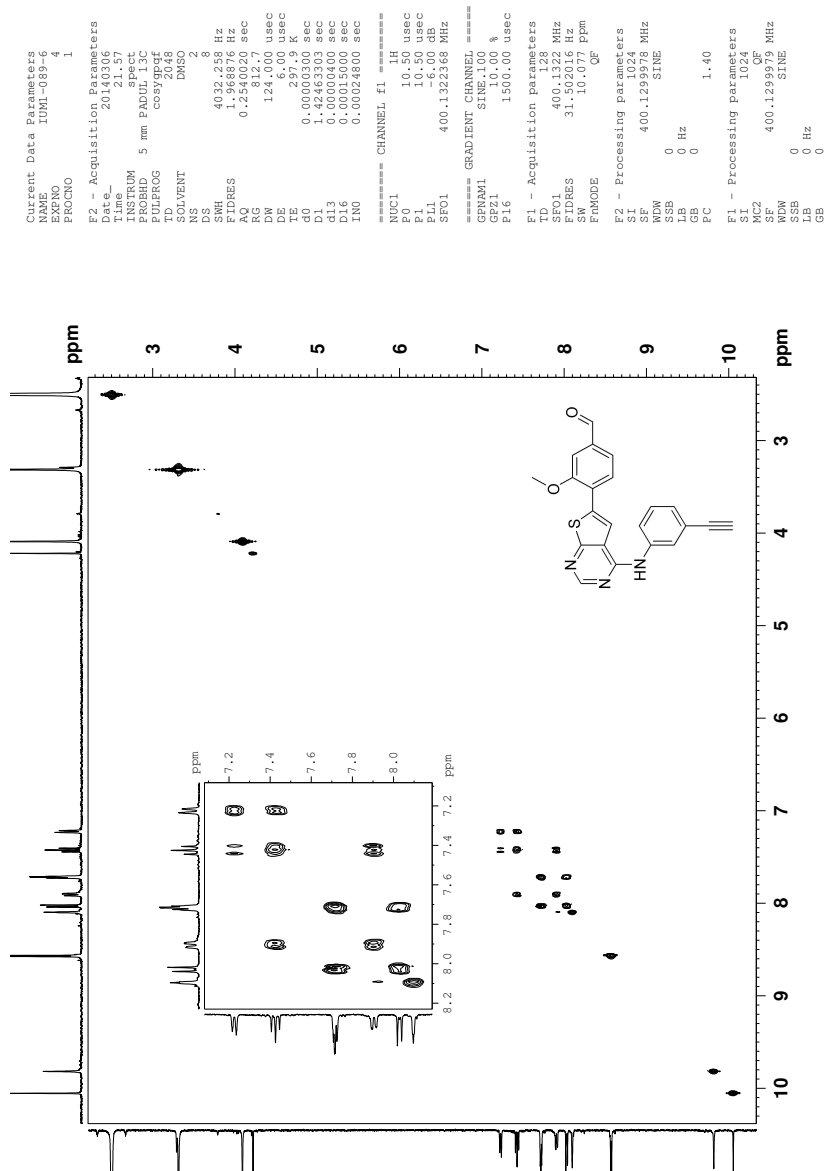 Current Data Parameters
NAME IUM1-089-6
EXPNO 4
PROCNO 1
F2 - Acquisition Parameters
Date_ 20140306
Time 21.57
INSTRUM spect
PROBHD 5 mm PADUL 13C
PULPROG cosygpqf
TD 2048
SOLVENT DMSO
NS 2
DS 8
SWH 4032.258 Hz
FIDRES 1.968876 Hz
AQ 0.2540020 sec
RG 812.7
DW 124.000 usec
DE 6.00 usec
TE 297.9 K
d0 0.00000300 sec
D1 1.42463303 sec
d13 0.00000400 sec
D16 0.00015000 sec
IN0 0.00024800 sec
======== CHANNEL f1 ========
NUC1 1H
P0 10.50 usec
P1 10.50 usec
PL1 -6.00 dB
SFO1 400.1322368 MHz
====== GRADIENT CHANNEL =====
GPNAM1 SINE.100
GPZ1 10.00 %
P16 1500.00 usec
F1 - Acquisition parameters
TD 128
SFO1 400.1322 MHz
FIDRES 31.502016 Hz
SW 10.077 ppm
FnMODE QF
F2 - Processing parameters
SI 1024
SF 400.1299978 MHz
WDW SINE
SSB 0
LB 0 Hz
GB 0
PC 1.40
F1 - Processing parameters
SI 1024
MC2 QF
SF 400.1299979 MHz
WDW SINE
SSB 0
LB 0 Hz
GB 0
ppm
3
4
5
6
7
8
9
10
ppm
3
4
5
6
7
8
9
10
ppm
7.2
7.4
7.6
7.8
8.0
ppm
7.2
7.4
7.6
7.8
8.0
8.2
O
O
S
N
N
HN